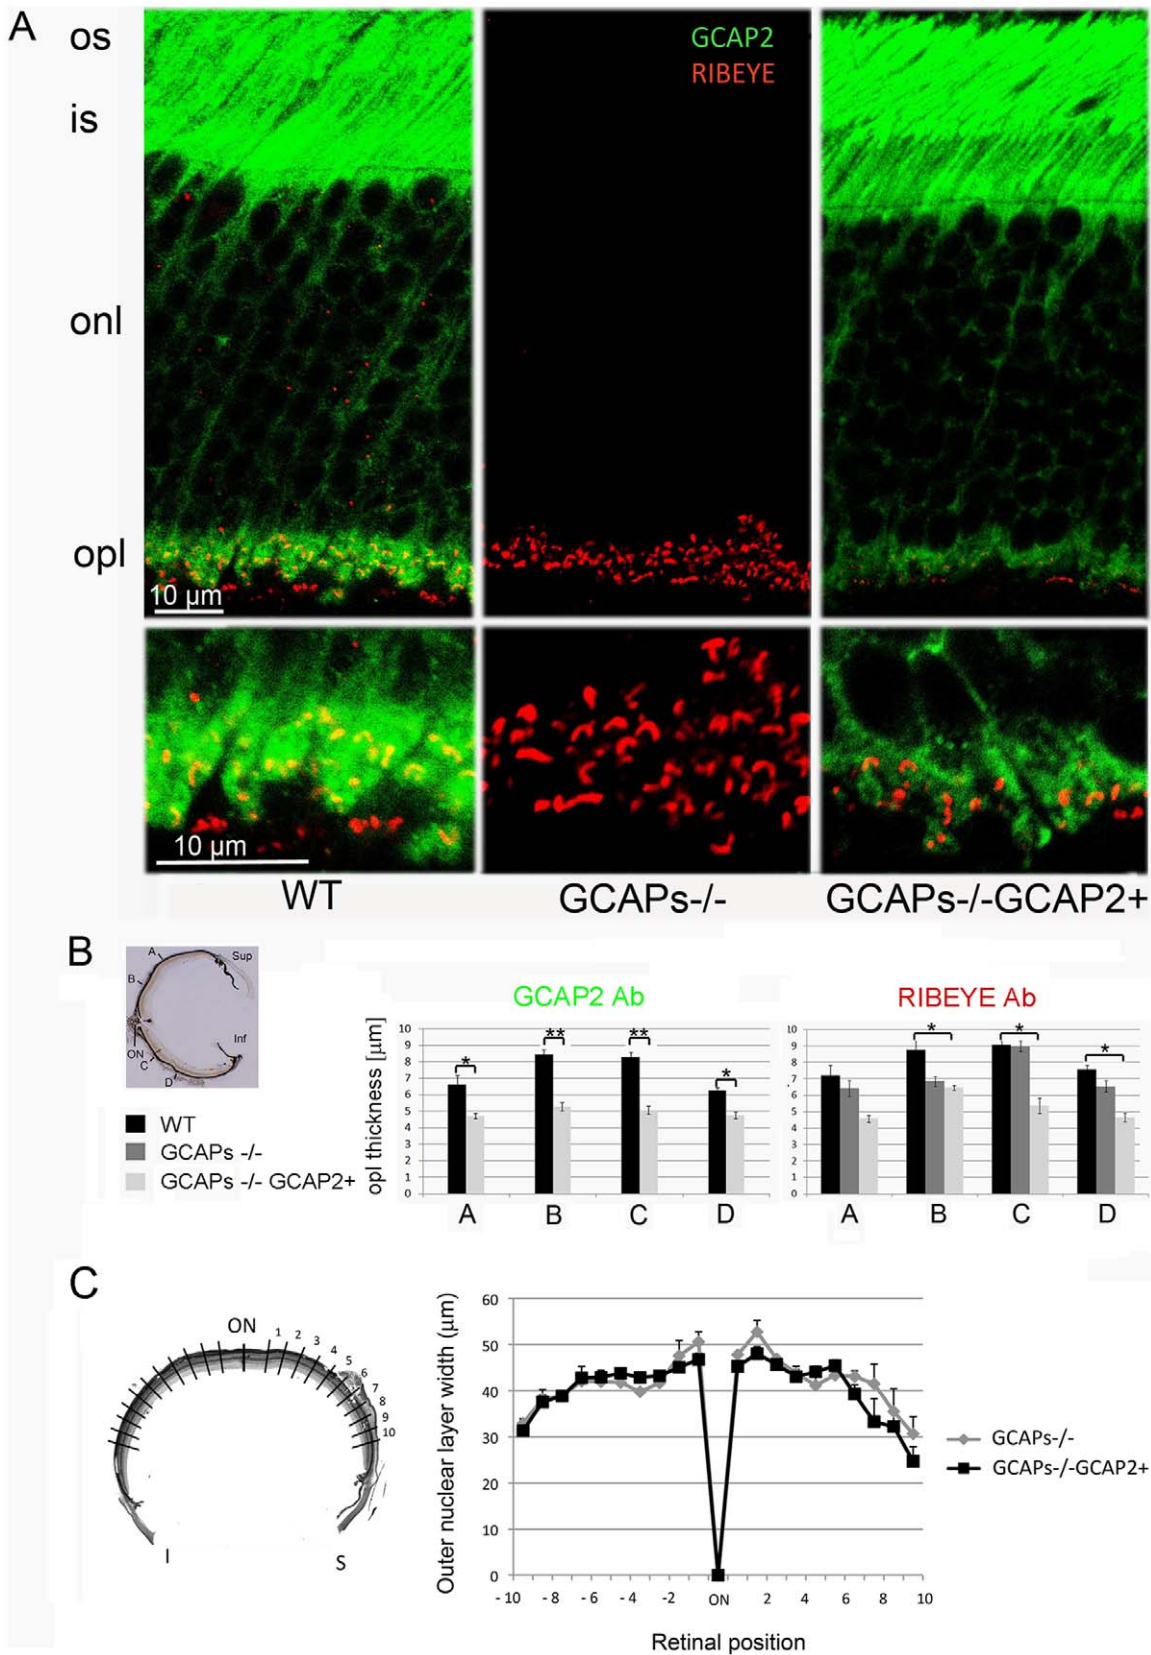 A
os
is
onl
opl
GCAP2
RIBEYE
10 µm
10 µm
WT
GCAPs-/-
GCAPs-/-GCAP2+
B
A
B
Sup
Inf
ON
C
D
WT
GCAPs -/-
GCAPs -/- GCAP2+
GCAP2 Ab
opl thickness [µm]
10
9
8
7
6
5
4
3
2
1
0
* ** ** *
A B C D
RIBEYE Ab
10
9
8
7
6
5
4
3
2
1
0
* * *
A B C D
C
ON
1
2
3
4
5
6
7
8
9
10
I
S
Outer nuclear layer width (µm)
60
50
40
30
20
10
0
- 10 - 8 - 6 - 4 -2 ON 2 4 6 8 10
Retinal position
GCAPs-/-
GCAPs-/-GCAP2+